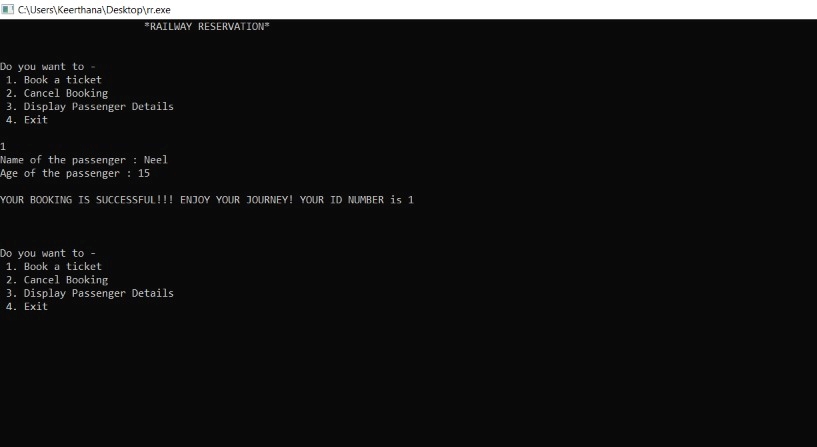 C:\Users\Keerthana\Desktop\rr.exe
*RAILWAY RESERVATION*
Do you want to -
1. Book a ticket
2. Cancel Booking
3. Display Passenger Details
4. Exit
1
Name of the passenger : Neel
Age of the passenger : 15
YOUR BOOKING IS SUCCESSFUL!!! ENJOY YOUR JOURNEY! YOUR ID NUMBER is 1
Do you want to -
1. Book a ticket
2. Cancel Booking
3. Display Passenger Details
4. Exit